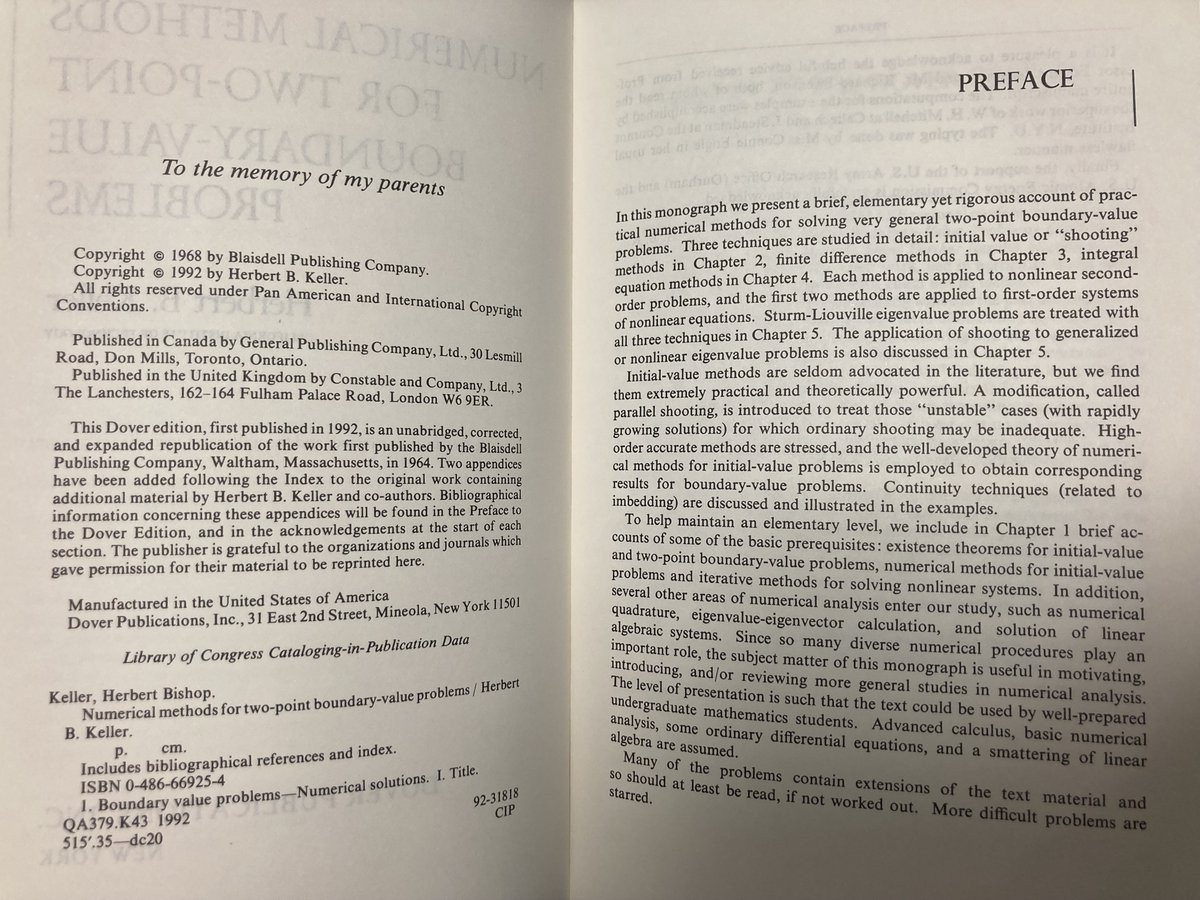 To the memory of my parents
Copyright © 1968 by Blaisdell Publishing Company.
Copyright © 1992 by Herbert B. Keller.
All rights reserved under Pan American and International Copyright
Conventions.
Published in Canada by General Publishing Company, Ltd., 30 Lesmill
Road, Don Mills, Toronto, Ontario.
Published in the United Kingdom by Constable and Company, Ltd., 3
The Lanchesters, 162–164 Fulham Palace Road, London W6 9ER.
This Dover edition, first published in 1992, is an unabridged, corrected,
and expanded republication of the work first published by the Blaisdell
Publishing Company, Waltham, Massachusetts, in 1964. Two appendices
have been added following the Index to the original work containing
additional material by Herbert B. Keller and co-authors. Bibliographical
information concerning these appendices will be found in the Preface to
the Dover Edition, and in the acknowledgements at the start of each
section. The publisher is grateful to the organizations and journals which
gave permission for their material to be reprinted here.
Manufactured in the United States of America
Dover Publications, Inc., 31 East 2nd Street, Mineola, New York 11501
Library of Congress Cataloging-in-Publication Data
Keller, Herbert Bishop.
Numerical methods for two-point boundary-value problems / Herbert
B. Keller.
p. cm.
Includes bibliographical references and index.
ISBN 0-486-66925-4
1. Boundary value problems—Numerical solutions. I. Title.
QA379.K43 1992
515′.35—dc20
92-31818
CIP
PREFACE
In this monograph we present a brief, elementary yet rigorous account of prac-
tical numerical methods for solving very general two-point boundary-value
problems. Three techniques are studied in detail: initial value or “shooting”
methods in Chapter 2, finite difference methods in Chapter 3, integral
equation methods in Chapter 4. Each method is applied to nonlinear second-
order problems, and the first two methods are applied to first-order systems
of nonlinear equations. Sturm-Liouville eigenvalue problems are treated with
all three techniques in Chapter 5. The application of shooting to generalized
or nonlinear eigenvalue problems is also discussed in Chapter 5.
Initial-value methods are seldom advocated in the literature, but we find
them extremely practical and theoretically powerful. A modification, called
parallel shooting, is introduced to treat those “unstable” cases (with rapidly
growing solutions) for which ordinary shooting may be inadequate. High-
order accurate methods are stressed, and the well-developed theory of numeri-
cal methods for initial-value problems is employed to obtain corresponding
results for boundary-value problems. Continuity techniques (related to
imbedding) are discussed and illustrated in the examples.
To help maintain an elementary level, we include in Chapter 1 brief ac-
counts of some of the basic prerequisites: existence theorems for initial-value
and two-point boundary-value problems, numerical methods for initial-value
problems and iterative methods for solving nonlinear systems. In addition,
several other areas of numerical analysis enter our study, such as numerical
quadrature, eigenvalue-eigenvector calculation, and solution of linear
algebraic systems. Since so many diverse numerical procedures play an
important role, the subject matter of this monograph is useful in motivating,
introducing, and/or reviewing more general studies in numerical analysis.
The level of presentation is such that the text could be used by well-prepared
undergraduate mathematics students. Advanced calculus, basic numerical
analysis, some ordinary differential equations, and a smattering of linear
algebra are assumed.
Many of the problems contain extensions of the text material and
so should at least be read, if not worked out. More difficult problems are
starred.